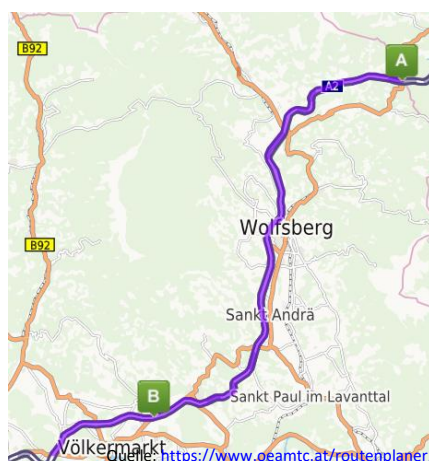 B92
A
A2
Wolfsberg
B92
Sankt Andrä
B
Sankt Paul im Lavanttal
Völkermarkt
Quelle: https://www.oeamtc.at/routenplaner